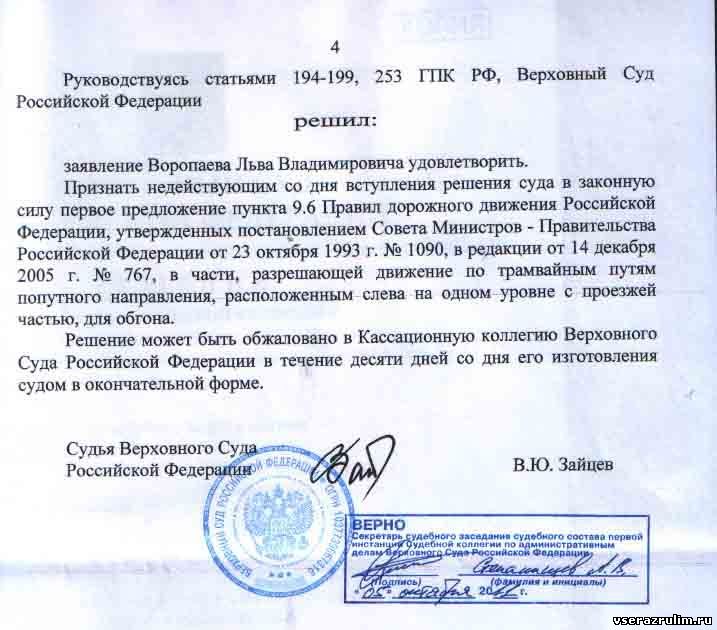 4
Руководствуясь статьями 194-199, 253 ГПК РФ, Верховный Суд
Российской Федерации
решил:
заявление Воропаева Льва Владимировича удовлетворить.
Признать недействующим со дня вступления решения суда в законную
силу первое предложение пункта 9.6 Правил дорожного движения Российской
Федерации, утвержденных постановлением Совета Министров - Правительства
Российской Федерации от 23 октября 1993 г. № 1090, в редакции от 14 декабря
2005 г. № 767, в части, разрешающей движение по трамвайным путям
попутного направления, расположенным слева на одном уровне с проезжей
частью, для обгона.
Решение может быть обжаловано в Кассационную коллегию Верховного
Суда Российской Федерации в течение десяти дней со дня его изготовления
судом в окончательной форме.
Судья Верховного Суда
Российской Федерации
В.Ю. Зайцев
ВЕРХОВНЫЙ СУД РОССИЙСКОЙ ФЕДЕРАЦИИ ОГРН
ВЕРНО
Секретарь судебного заседания судебного состава первой
инстанции Судебной коллегии по административным
делам Верховного Суда Российской Федерации
(Подпись) (фамилия и инициалы)
"05" октября 20 г.
vserazrulim.ru